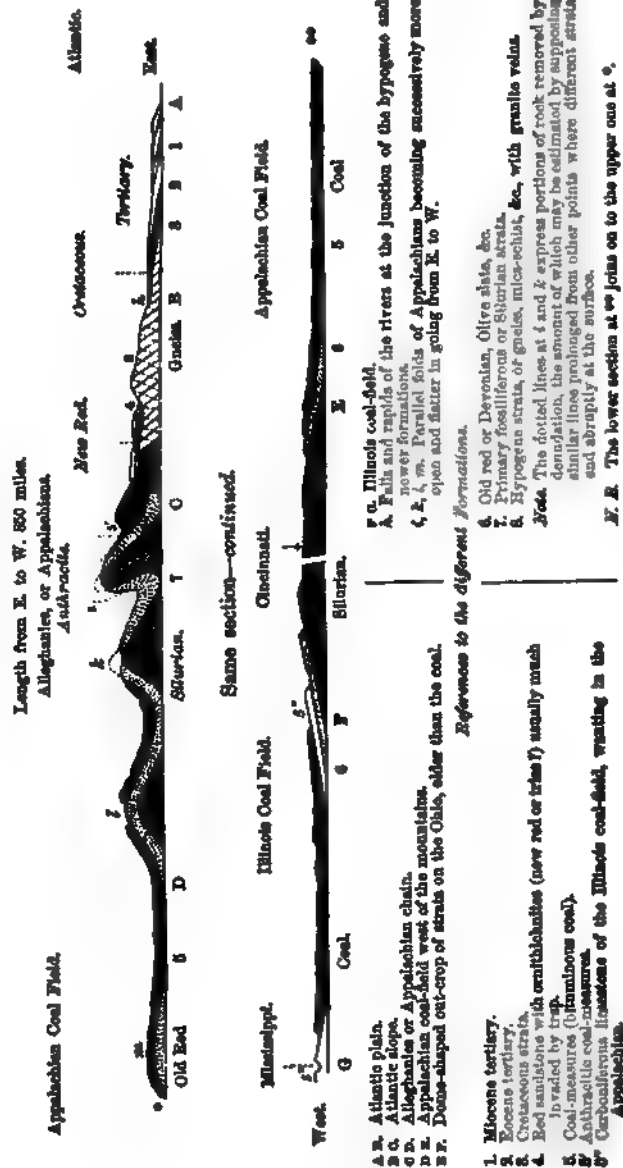 Length from E. to W. 850 miles.
Alleghanies, or Appalachians.
Appalachian Coal Field.
Anthracite.
New Red.
Cretaceous.
Atlantic.
Tertiary.
East.
m
l
k
i
Old Red
5
D
Silurian.
7
C
Gneiss
B
3
2
1
A
Same section—continued.
Mississippi.
Illinois Coal Field.
Cincinnati.
Appalachian Coal Field.
West.
G
Coal.
6
F
Silurian.
E
6
5
Coal
A B. Atlantic plain.
B C. Atlantic slope.
C D. Alleghanies or Appalachian chain.
D E. Appalachian coal-field west of the mountains.
E F. Dome-shaped out-crop of strata on the Ohio, older than the coal.
F G. Illinois coal-field.
A. Falls and rapids of the rivers at the junction of the hypogene and
newer formations.
i, k, l, m. Parallel folds of Appalachians becoming successively more
open and flatter in going from E. to W.
References to the different Formations.
1. Miocene tertiary.
2. Eocene tertiary.
3. Cretaceous strata.
4. Red sandstone with ornithichnites (new red or trias?) usually much
invaded by trap.
5. Coal-measures (bituminous coal).
5' Anthracitic coal-measures.
5" Carboniferous limestone of the Illinois coal-field, wanting in the
Appalachian.
6. Old red or Devonian, Olive slate, &c.
7. Primary fossiliferous or Silurian strata.
8. Hypogene strata, or gneiss, mica-schist, &c., with granite veins.
Note. The dotted lines at i and k express portions of rock removed by
denudation, the amount of which may be estimated by supposing
similar lines prolonged from other points where different strata
end abruptly at the surface.
N. B. The lower section at ** joins on to the upper one at *.